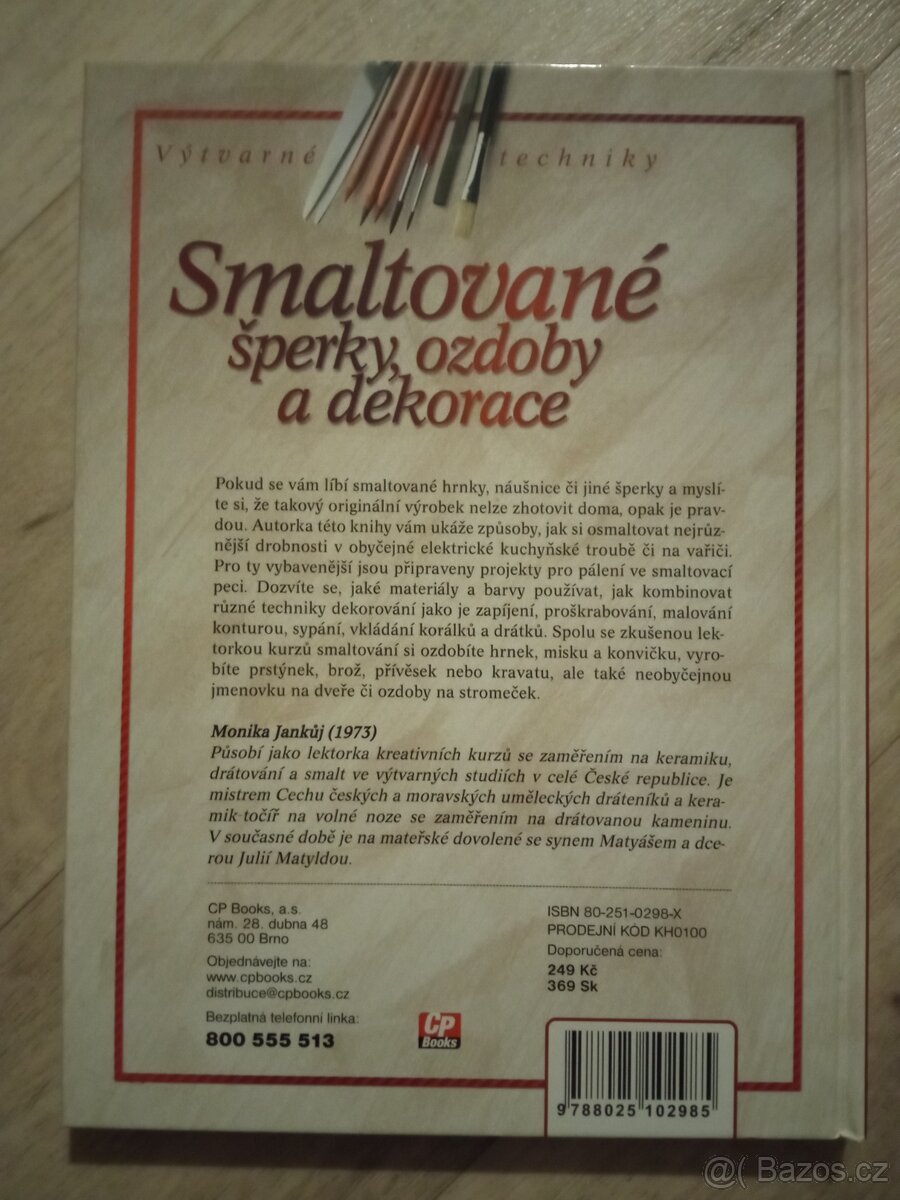 Výtvarné techniky
Smaltované
šperky, ozdoby
a dekorace
Pokud se vám líbí smaltované hrnky, náušnice či jiné šperky a myslí-
te si, že takový originální výrobek nelze zhotovit doma, opak je prav-
dou. Autorka této knihy vám ukáže způsoby, jak si osmaltovat nejrůz-
nější drobnosti v obyčejné elektrické kuchyňské troubě či na vařiči.
Pro ty vybavenější jsou připraveny projekty pro pálení ve smaltovací
peci. Dozvíte se, jaké materiály a barvy používat, jak kombinovat
různé techniky dekorování jako je zapíjení, proškrabování, malování
konturou, sypání, vkládání korálků a drátků. Spolu se zkušenou lek-
torkou kurzů smaltování si ozdobíte hrnek, misku a konvičku, vyro-
bíte prstýnek, brož, přívěsek nebo kravatu, ale také neobyčejnou
jmenovku na dveře či ozdoby na stromeček.
Monika Jankůj (1973)
Působí jako lektorka kreativních kurzů se zaměřením na keramiku,
drátování a smalt ve výtvarných studiích v celé České republice. Je
mistrem Cechu českých a moravských uměleckých dráteníků a kera-
mik točíř na volné noze se zaměřením na drátovanou kameninu.
V současné době je na mateřské dovolené se synem Matyášem a dce-
rou Julií Matyldou.
CP Books, a.s.
nám. 28. dubna 48
635 00 Brno
Objednávejte na:
www.cpbooks.cz
distribuce@cpbooks.cz
Bezplatná telefonní linka:
800 555 513
CP
Books
ISBN 80-251-0298-X
PRODEJNÍ KÓD KH0100
Doporučená cena:
249 Kč
369 Sk
9 788025 102985
@( Bazos.cz